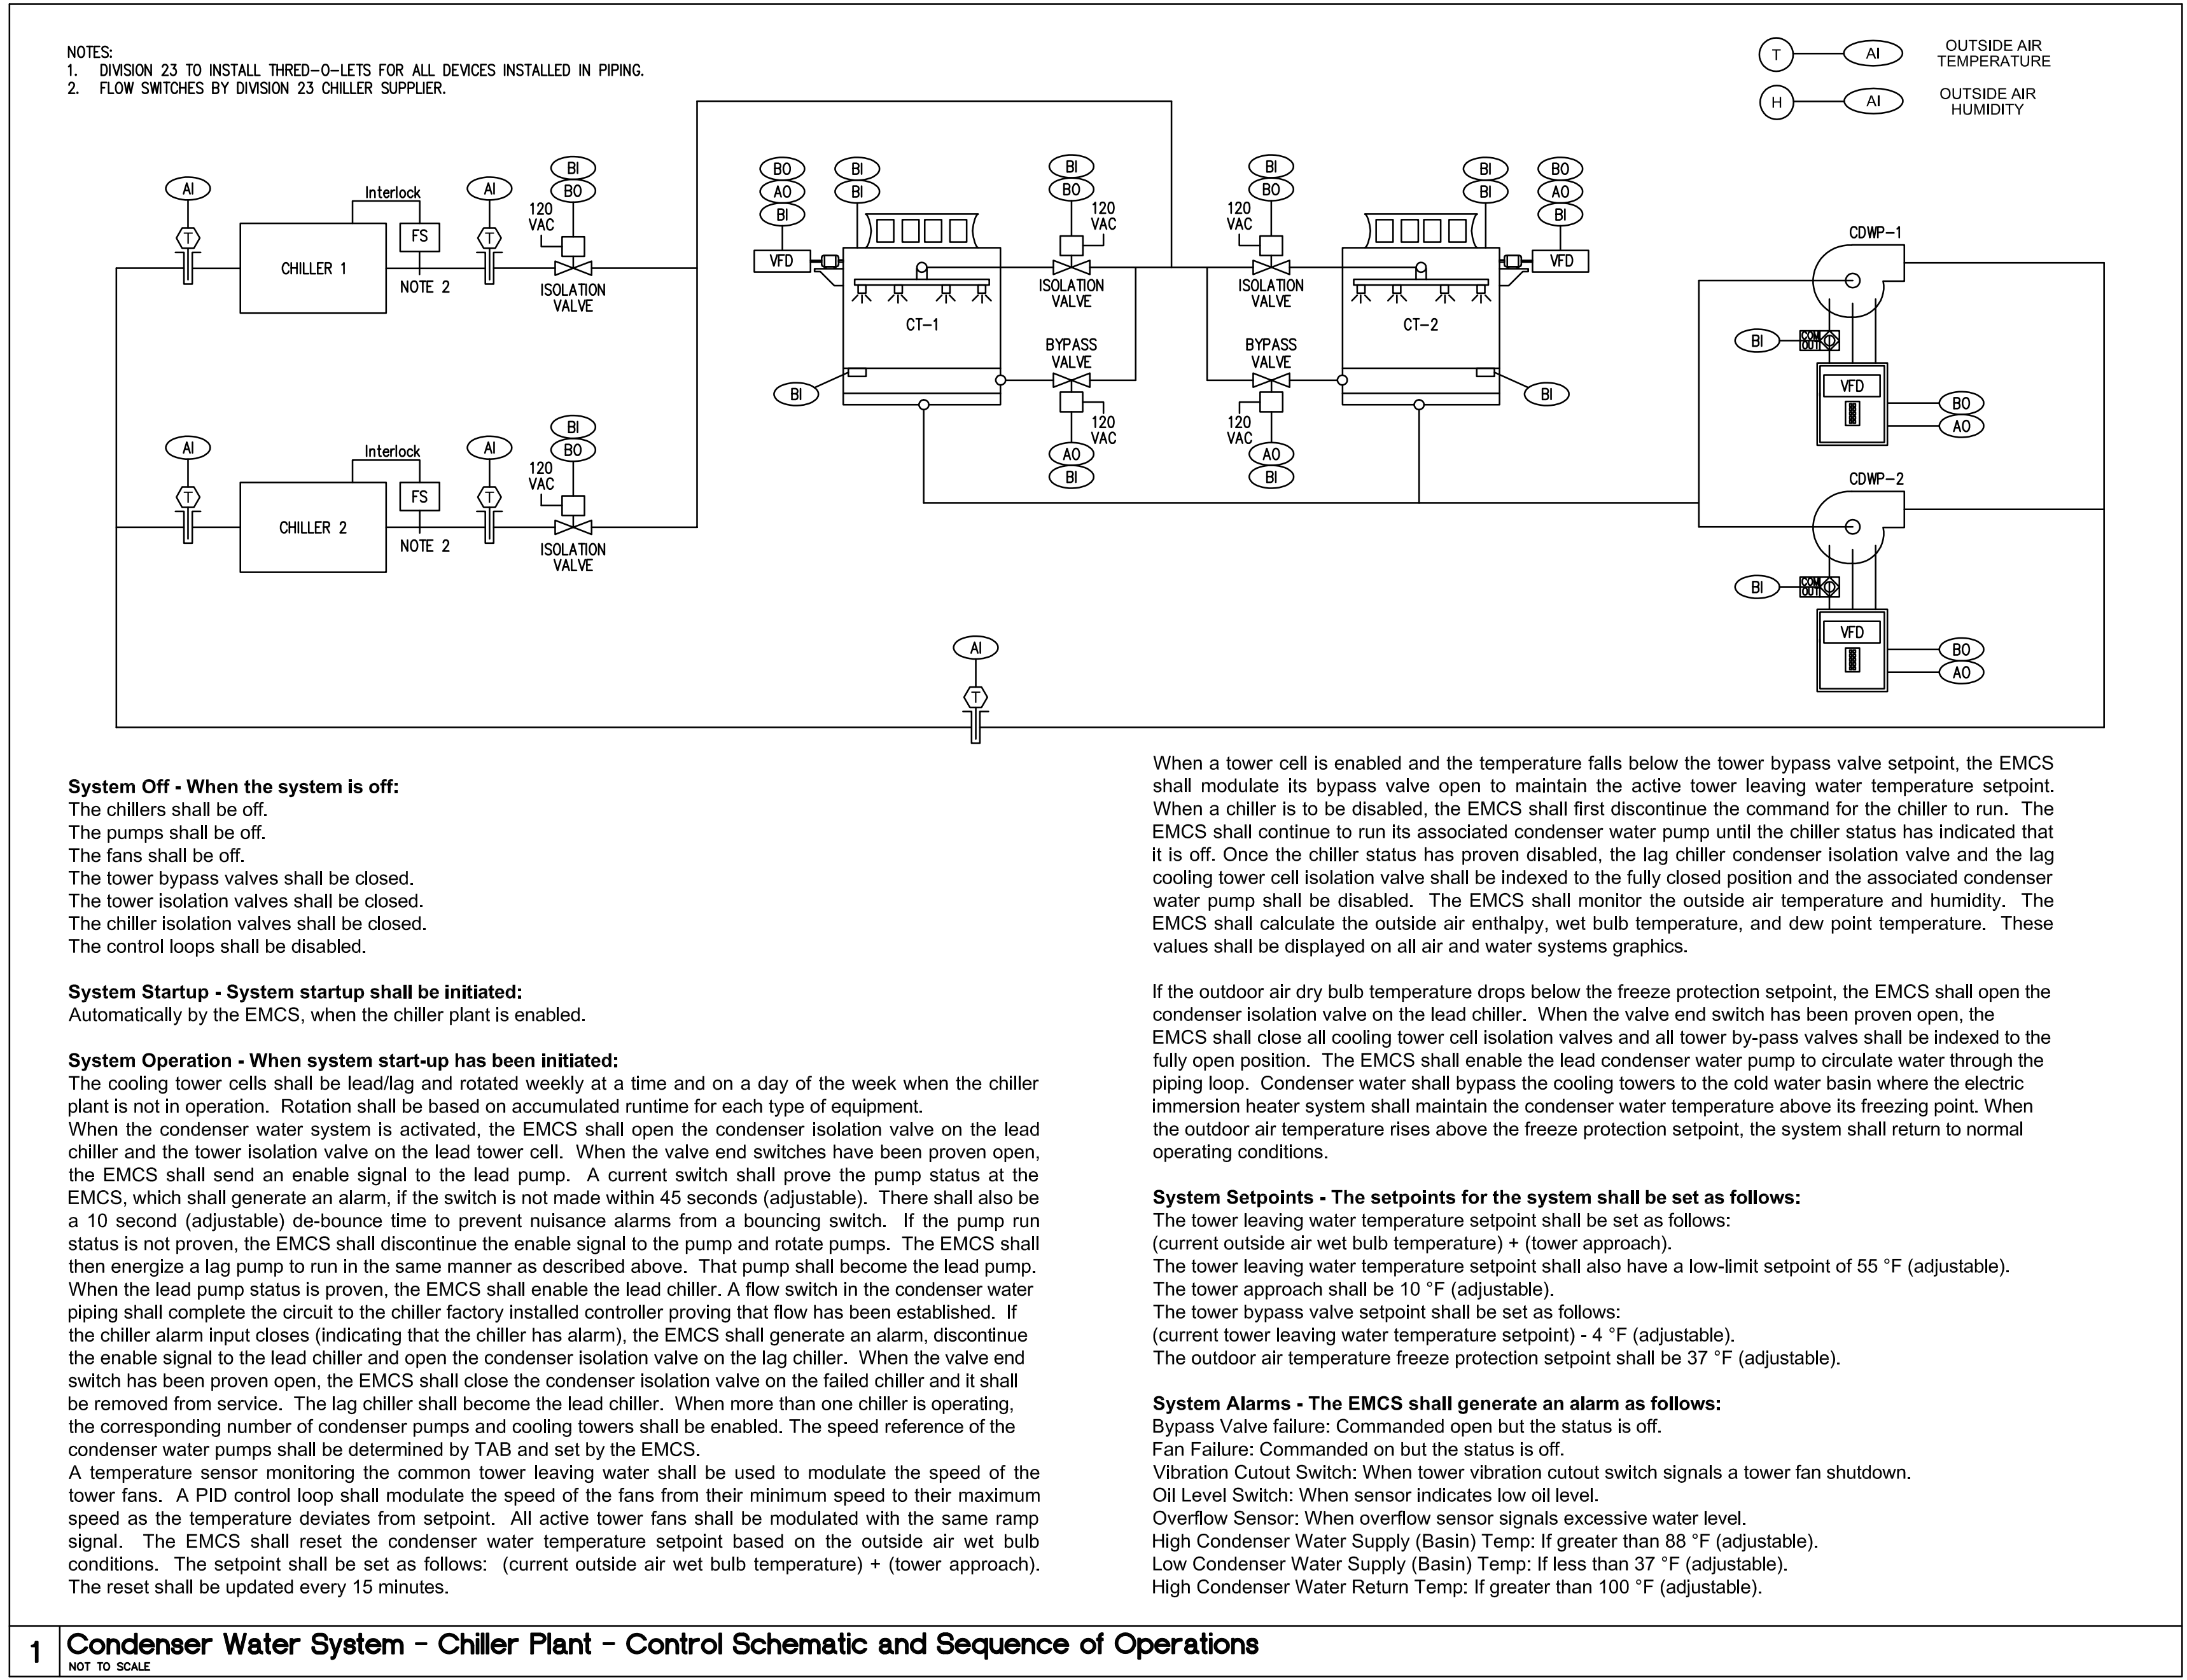 NOTES:
1. DIVISION 23 TO INSTALL THRED-O-LETS FOR ALL DEVICES INSTALLED IN PIPING.
2. FLOW SWITCHES BY DIVISION 23 CHILLER SUPPLIER.
T AI OUTSIDE AIR
TEMPERATURE
H AI OUTSIDE AIR
HUMIDITY
AI
Interlock
AI
BI
BO
120
VAC
T
FS
T
CHILLER 1
NOTE 2
ISOLATION
VALVE
BO
AO
BI
VFD
BI
BI
CT-1
BI
BI
BO
120
VAC
ISOLATION
VALVE
BYPASS
VALVE
120
VAC
AO
BI
BI
BO
120
VAC
ISOLATION
VALVE
BYPASS
VALVE
120
VAC
AO
BI
BI
BI
BO
AO
BI
VFD
CT-2
BI
CDWP-1
BI
COM
OUT
VFD
BO
AO
AI
Interlock
AI
BI
BO
120
VAC
T
FS
T
CHILLER 2
NOTE 2
ISOLATION
VALVE
CDWP-2
BI
COM
OUT
VFD
BO
AO
AI
T
System Off - When the system is off:
The chillers shall be off.
The pumps shall be off.
The fans shall be off.
The tower bypass valves shall be closed.
The tower isolation valves shall be closed.
The chiller isolation valves shall be closed.
The control loops shall be disabled.
System Startup - System startup shall be initiated:
Automatically by the EMCS, when the chiller plant is enabled.
System Operation - When system start-up has been initiated:
The cooling tower cells shall be lead/lag and rotated weekly at a time and on a day of the week when the chiller
plant is not in operation. Rotation shall be based on accumulated runtime for each type of equipment.
When the condenser water system is activated, the EMCS shall open the condenser isolation valve on the lead
chiller and the tower isolation valve on the lead tower cell. When the valve end switches have been proven open,
the EMCS shall send an enable signal to the lead pump. A current switch shall prove the pump status at the
EMCS, which shall generate an alarm, if the switch is not made within 45 seconds (adjustable). There shall also be
a 10 second (adjustable) de-bounce time to prevent nuisance alarms from a bouncing switch. If the pump run
status is not proven, the EMCS shall discontinue the enable signal to the pump and rotate pumps. The EMCS shall
then energize a lag pump to run in the same manner as described above. That pump shall become the lead pump.
When the lead pump status is proven, the EMCS shall enable the lead chiller. A flow switch in the condenser water
piping shall complete the circuit to the chiller factory installed controller proving that flow has been established. If
the chiller alarm input closes (indicating that the chiller has alarm), the EMCS shall generate an alarm, discontinue
the enable signal to the lead chiller and open the condenser isolation valve on the lag chiller. When the valve end
switch has been proven open, the EMCS shall close the condenser isolation valve on the failed chiller and it shall
be removed from service. The lag chiller shall become the lead chiller. When more than one chiller is operating,
the corresponding number of condenser pumps and cooling towers shall be enabled. The speed reference of the
condenser water pumps shall be determined by TAB and set by the EMCS.
A temperature sensor monitoring the common tower leaving water shall be used to modulate the speed of the
tower fans. A PID control loop shall modulate the speed of the fans from their minimum speed to their maximum
speed as the temperature deviates from setpoint. All active tower fans shall be modulated with the same ramp
signal. The EMCS shall reset the condenser water temperature setpoint based on the outside air wet bulb
conditions. The setpoint shall be set as follows: (current outside air wet bulb temperature) + (tower approach).
The reset shall be updated every 15 minutes.
When a tower cell is enabled and the temperature falls below the tower bypass valve setpoint, the EMCS
shall modulate its bypass valve open to maintain the active tower leaving water temperature setpoint.
When a chiller is to be disabled, the EMCS shall first discontinue the command for the chiller to run. The
EMCS shall continue to run its associated condenser water pump until the chiller status has indicated that
it is off. Once the chiller status has proven disabled, the lag chiller condenser isolation valve and the lag
cooling tower cell isolation valve shall be indexed to the fully closed position and the associated condenser
water pump shall be disabled. The EMCS shall monitor the outside air temperature and humidity. The
EMCS shall calculate the outside air enthalpy, wet bulb temperature, and dew point temperature. These
values shall be displayed on all air and water systems graphics.
If the outdoor air dry bulb temperature drops below the freeze protection setpoint, the EMCS shall open the
condenser isolation valve on the lead chiller. When the valve end switch has been proven open, the
EMCS shall close all cooling tower cell isolation valves and all tower by-pass valves shall be indexed to the
fully open position. The EMCS shall enable the lead condenser water pump to circulate water through the
piping loop. Condenser water shall bypass the cooling towers to the cold water basin where the electric
immersion heater system shall maintain the condenser water temperature above its freezing point. When
the outdoor air temperature rises above the freeze protection setpoint, the system shall return to normal
operating conditions.
System Setpoints - The setpoints for the system shall be set as follows:
The tower leaving water temperature setpoint shall be set as follows:
(current outside air wet bulb temperature) + (tower approach).
The tower leaving water temperature setpoint shall also have a low-limit setpoint of 55 °F (adjustable).
The tower approach shall be 10 °F (adjustable).
The tower bypass valve setpoint shall be set as follows:
(current tower leaving water temperature setpoint) - 4 °F (adjustable).
The outdoor air temperature freeze protection setpoint shall be 37 °F (adjustable).
System Alarms - The EMCS shall generate an alarm as follows:
Bypass Valve failure: Commanded open but the status is off.
Fan Failure: Commanded on but the status is off.
Vibration Cutout Switch: When tower vibration cutout switch signals a tower fan shutdown.
Oil Level Switch: When sensor indicates low oil level.
Overflow Sensor: When overflow sensor signals excessive water level.
High Condenser Water Supply (Basin) Temp: If greater than 88 °F (adjustable).
Low Condenser Water Supply (Basin) Temp: If less than 37 °F (adjustable).
High Condenser Water Return Temp: If greater than 100 °F (adjustable).
1 Condenser Water System - Chiller Plant - Control Schematic and Sequence of Operations
NOT TO SCALE